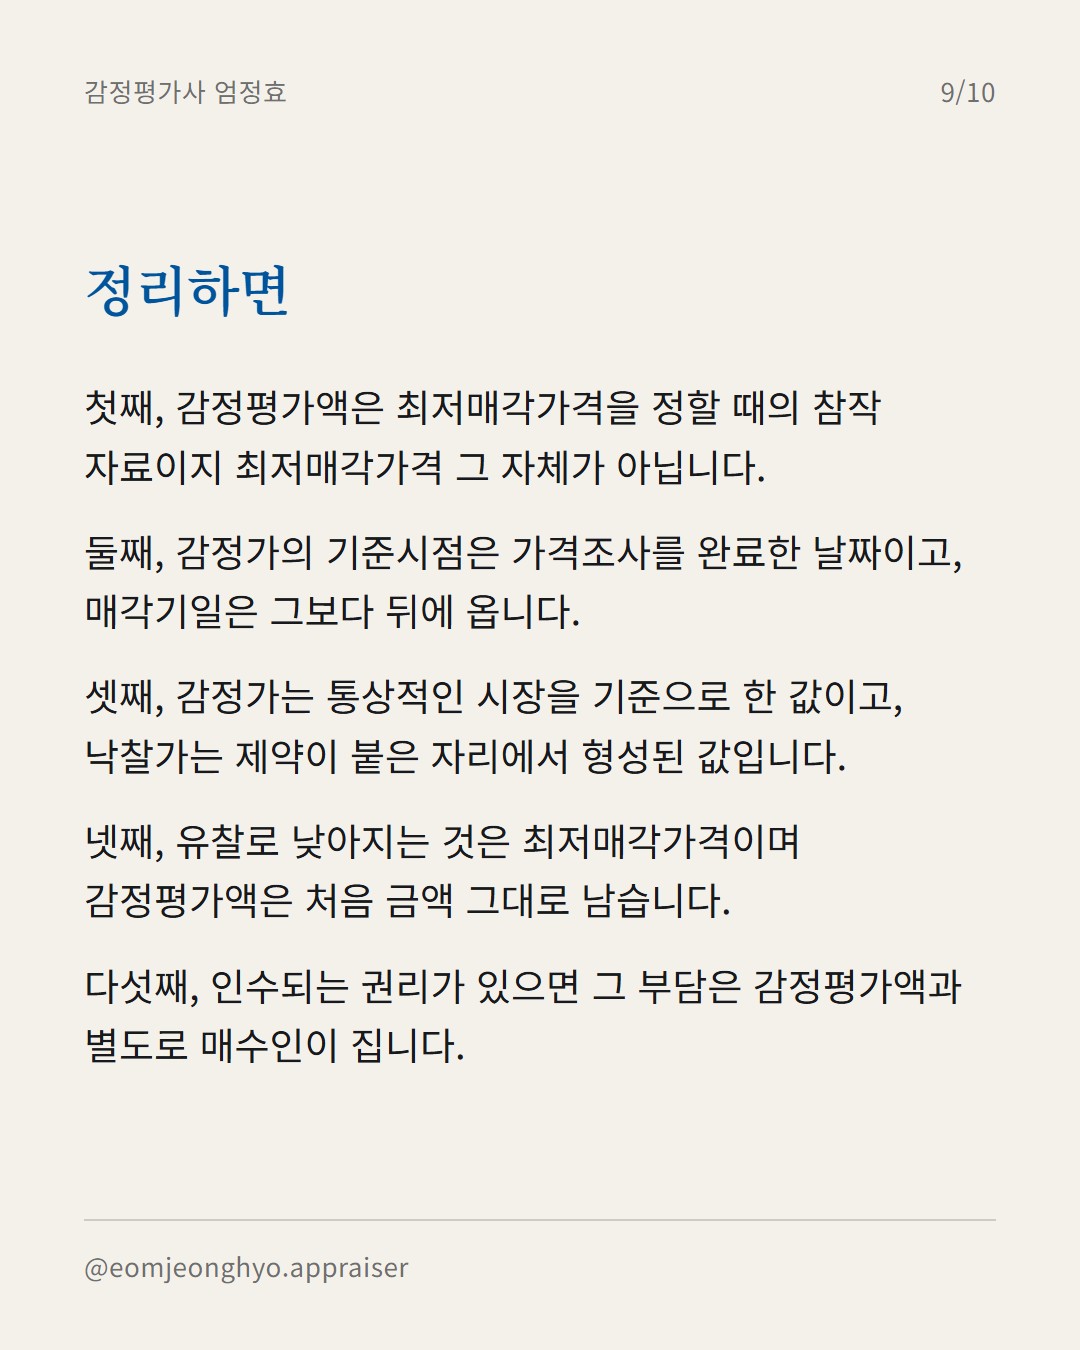 감정평가사 엄정효
9/10
정리하면
첫째, 감정평가액은 최저매각가격을 정할 때의 참작
자료이지 최저매각가격 그 자체가 아닙니다.
둘째, 감정가의 기준시점은 가격조사를 완료한 날짜이고,
매각기일은 그보다 뒤에 옵니다.
셋째, 감정가는 통상적인 시장을 기준으로 한 값이고,
낙찰가는 제약이 붙은 자리에서 형성된 값입니다.
넷째, 유찰로 낮아지는 것은 최저매각가격이며
감정평가액은 처음 금액 그대로 남습니다.
다섯째, 인수되는 권리가 있으면 그 부담은 감정평가액과
별도로 매수인이 집니다.
@eomjeonghyo.appraiser